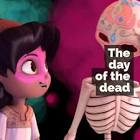 The
day
of the
dead